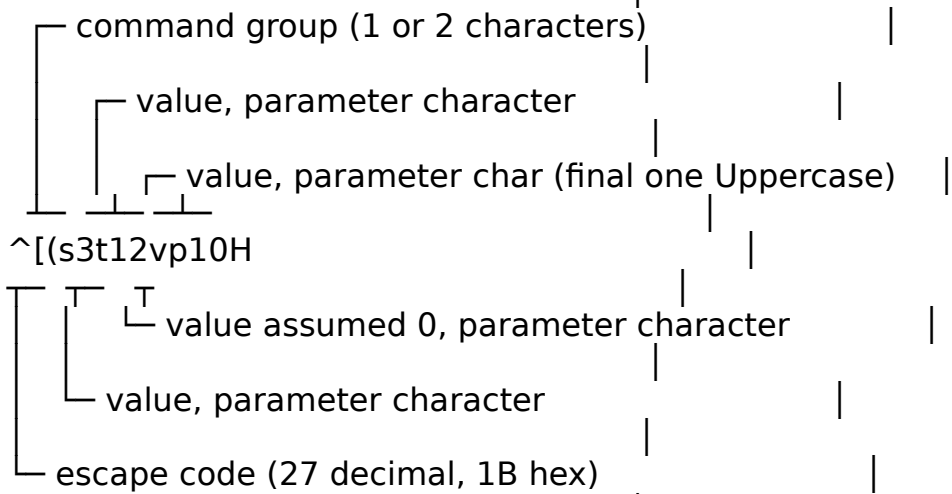 command group (1 or 2 characters)
value, parameter character
value, parameter char (final one Uppercase)
^[(s3t12vp10H
value assumed 0, parameter character
value, parameter character
escape code (27 decimal, 1B hex)